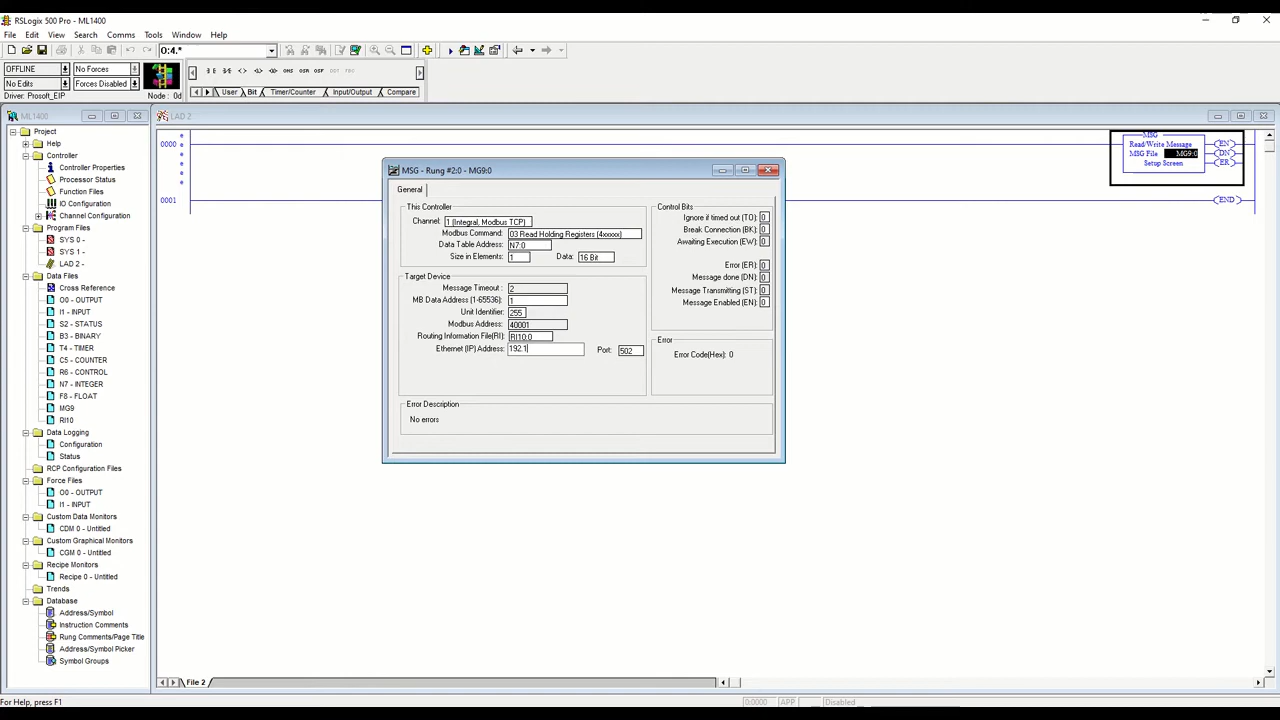 RSLogix 500 Pro - ML1400
File Edit View Search Comms Tools Window Help
O:4.*
OFFLINE No Forces
No Edits Forces Disabled
Driver: Prosoft_EIP Node : 0d
User Bit Timer/Counter Input/Output Compare
ML1400
Project
Help
Controller
Controller Properties
Processor Status
Function Files
IO Configuration
Channel Configuration
Program Files
SYS 0 -
SYS 1 -
LAD 2 -
Data Files
Cross Reference
O0 - OUTPUT
I1 - INPUT
S2 - STATUS
B3 - BINARY
T4 - TIMER
C5 - COUNTER
R6 - CONTROL
N7 - INTEGER
F8 - FLOAT
MG9
RI10
Data Logging
Configuration
Status
RCP Configuration Files
Force Files
O0 - OUTPUT
I1 - INPUT
Custom Data Monitors
CDM 0 - Untitled
Custom Graphical Monitors
CGM 0 - Untitled
Recipe Monitors
Recipe 0 - Untitled
Trends
Database
Address/Symbol
Instruction Comments
Rung Comments/Page Title
Address/Symbol Picker
Symbol Groups
LAD 2
0000
e
e
e
e
e
MSG
Read/Write Message
MSG File MG9:0
Setup Screen
EN
DN
ER
0001
END
MSG - Rung #2:0 - MG9:0
General
This Controller
Channel: 1 (Integral, Modbus TCP)
Modbus Command: 03 Read Holding Registers (4xxxxx)
Data Table Address: N7:0
Size in Elements: 1 Data: 16 Bit
Target Device
Message Timeout : 2
MB Data Address (1-65536): 1
Unit Identifier: 255
Modbus Address: 40001
Routing Information File(RI): RI10:0
Ethernet (IP) Address: 192.1 Port: 502
Control Bits
Ignore if timed out (TO): 0
Break Connection (BK): 0
Awaiting Execution (EW): 0
Error (ER): 0
Message done (DN): 0
Message Transmitting (ST): 0
Message Enabled (EN): 0
Error
Error Code(Hex): 0
Error Description
No errors
File 2
For Help, press F1
0:0000 APP Disabled